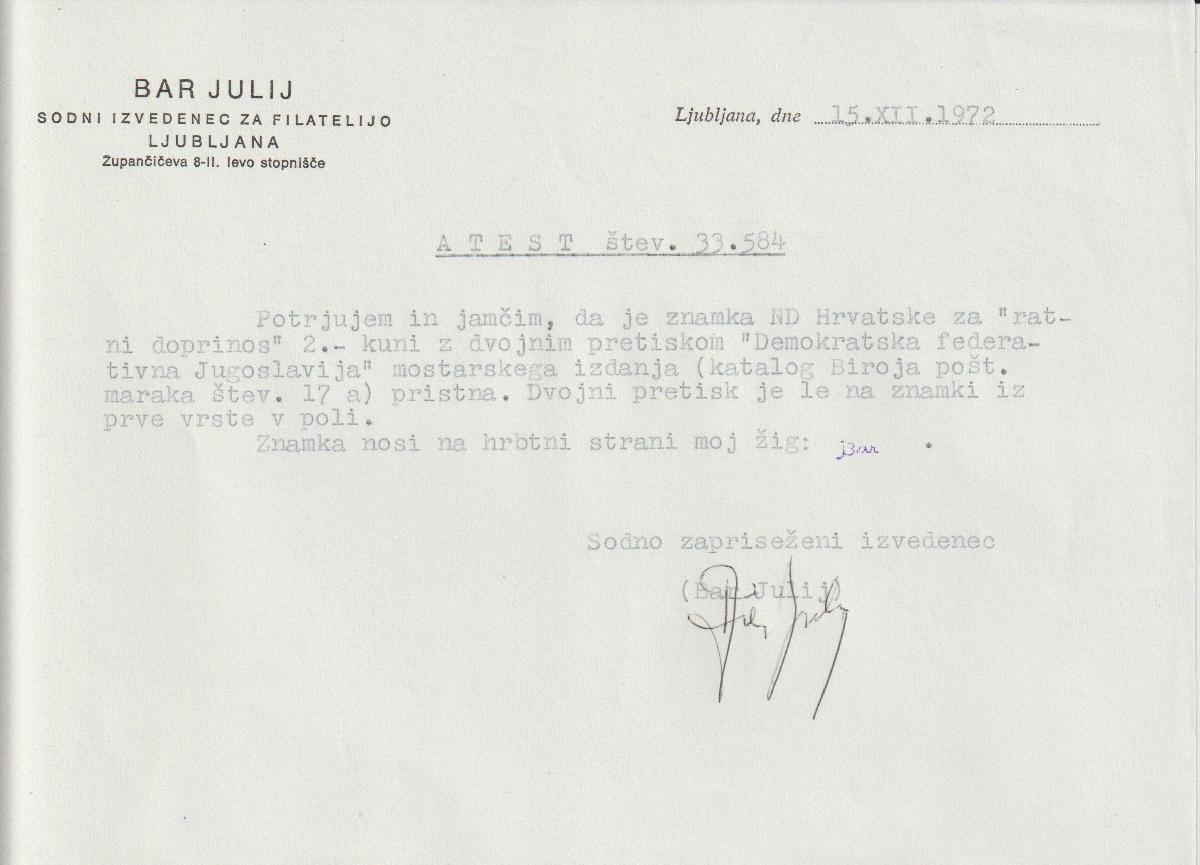 BAR JULIJ
SODNI IZVEDENEC ZA FILATELIJO
LJUBLJANA
Župančičeva 8-II. levo stopnišče
Ljubljana, dne 15.XII.1972
A T E S T štev. 33.584
Potrjujem in jamčim, da je znamka ND Hrvatske za "rat-
ni doprinos" 2.- kuni z dvojnim pretiskom "Demokratska federa-
tivna Jugoslavija" mostarskega izdanja (katalog Biroja pošt.
maraka štev. 17 a) pristna. Dvojni pretisk je le na znamki iz
prve vrste v poli.
Znamka nosi na hrbtni strani moj žig: jBar .
Sodno zapriseženi izvedenec
(Bar Julij)